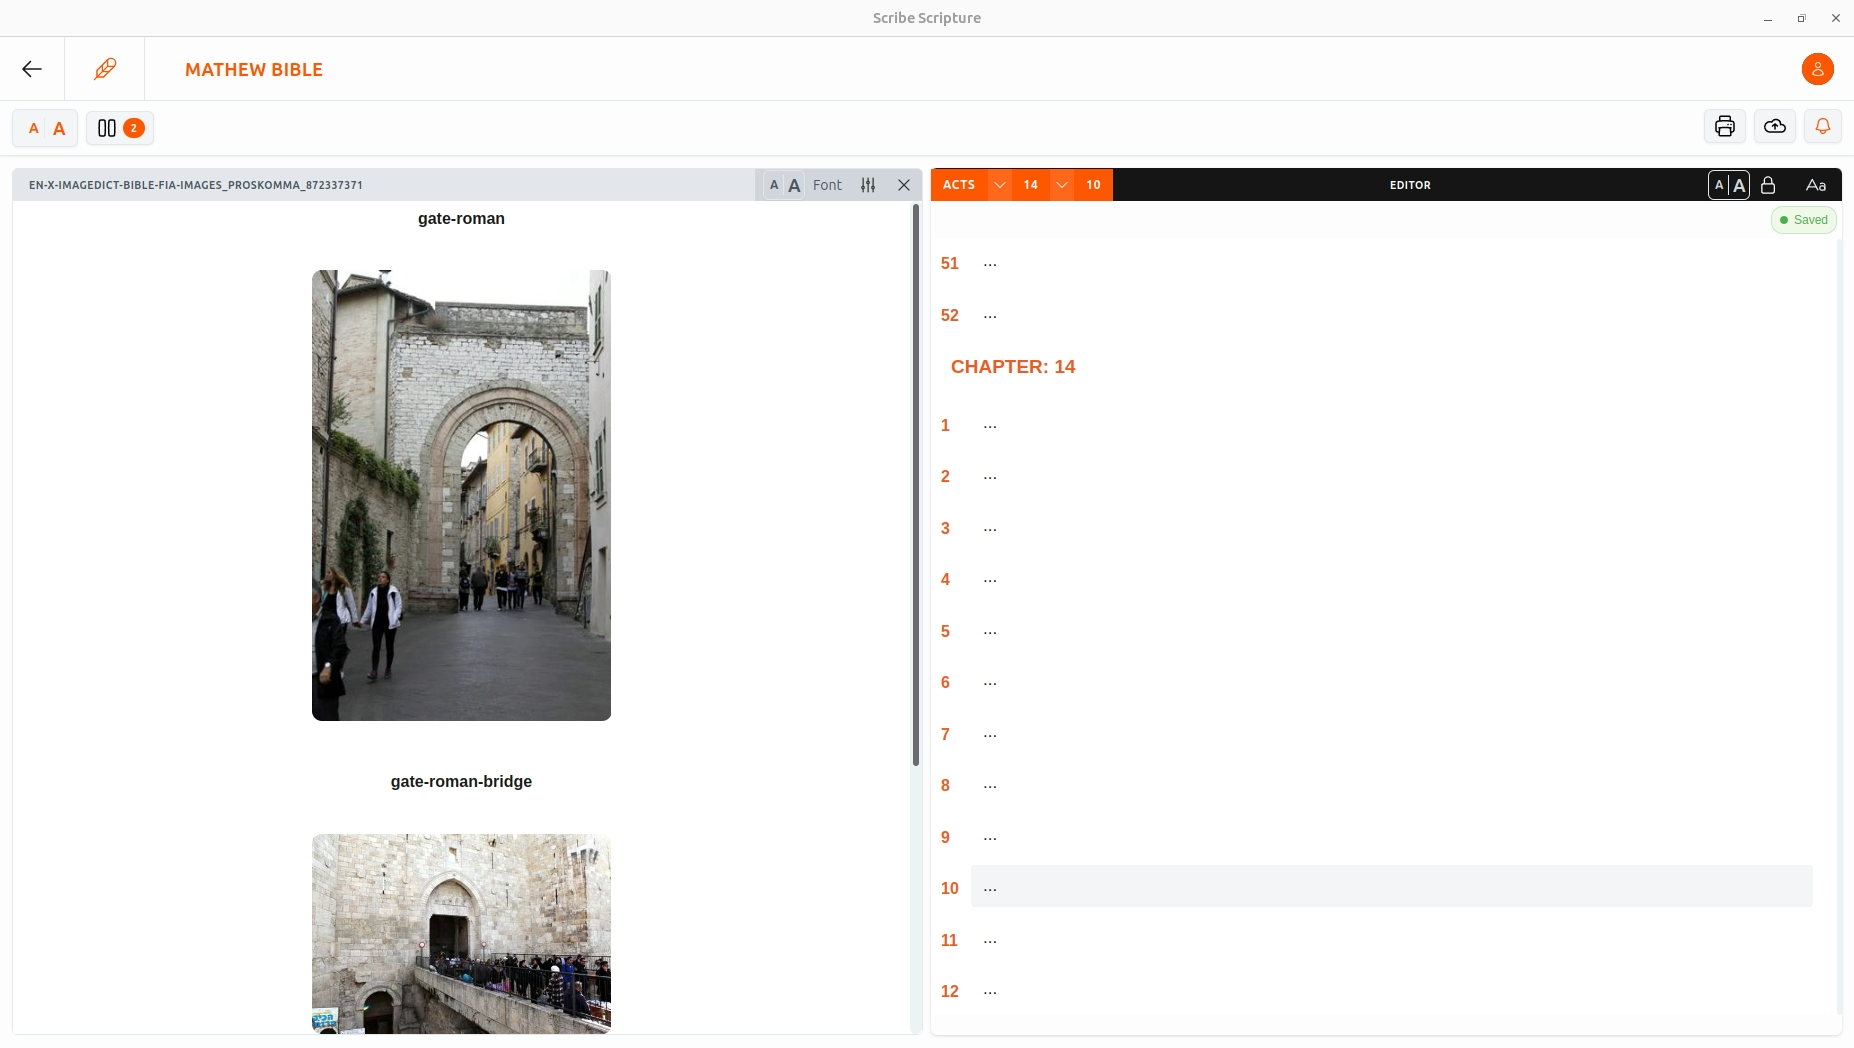 Scribe Scripture
MATHEW BIBLE
A A
2
EN-X-IMAGEDICT-BIBLE-FIA-IMAGES_PROSKOMMA_872337371
A A Font
gate-roman
gate-roman-bridge
ACTS 14 10
EDITOR
A A Aa
Saved
51 ...
52 ...
CHAPTER: 14
1 ...
2 ...
3 ...
4 ...
5 ...
6 ...
7 ...
8 ...
9 ...
10 ...
11 ...
12 ...